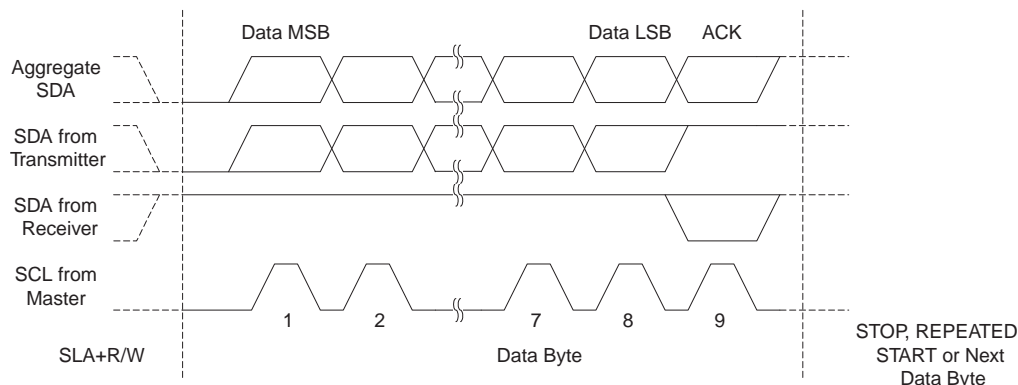 Data MSB Data LSB ACK
Aggregate
SDA
SDA from
Transmitter
SDA from
Receiver
SCL from
Master
1 2 7 8 9
SLA+R/W Data Byte
STOP, REPEATED
START or Next
Data Byte